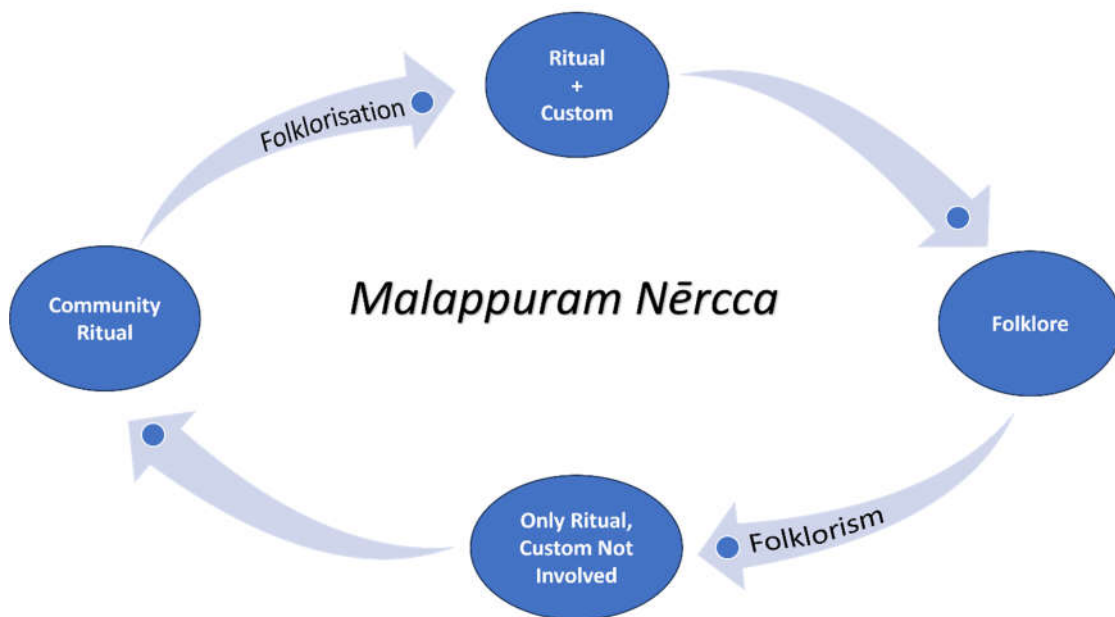 Ritual
+
Custom
Folklorisation
Community
Ritual
Malappuram Nērcca
Folklore
Only Ritual,
Custom Not
Involved
Folklorism